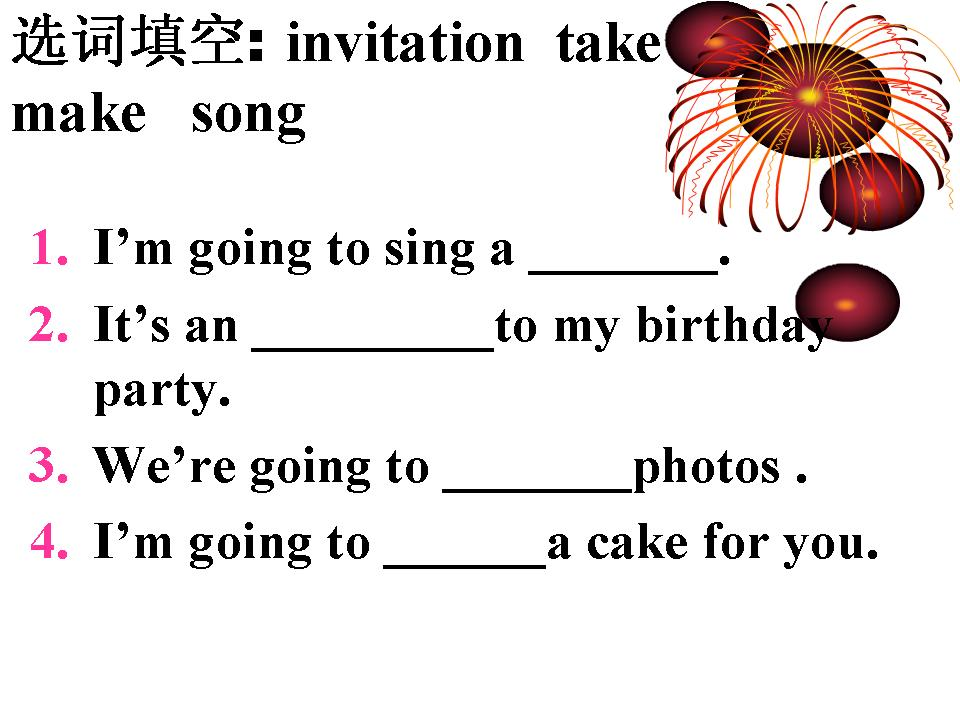 选词填空: invitation take
make song
1. I’m going to sing a _______.
2. It’s an _________to my birthday
party.
3. We’re going to _______photos .
4. I’m going to ______a cake for you.